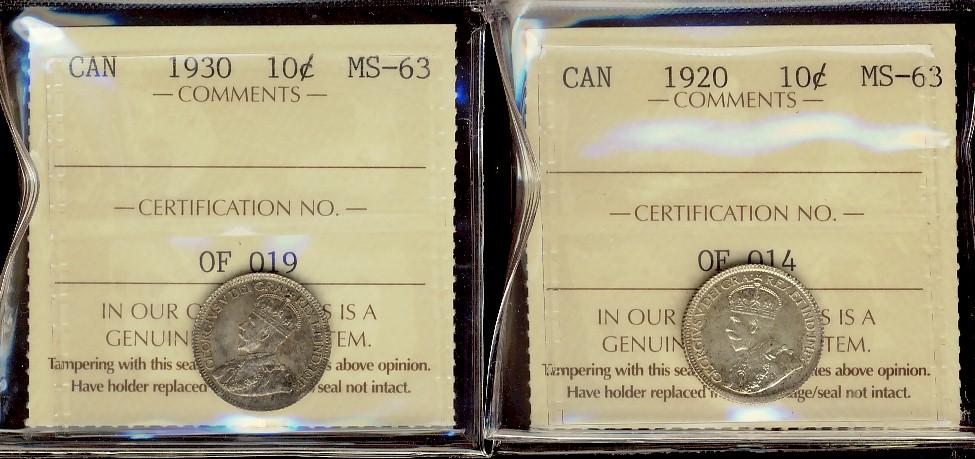 CAN 1930 10¢ MS-63
— COMMENTS —
— CERTIFICATION NO. —
OF 019
IN OUR S IS A
GENUIN TEM.
Tampering with this sea s above opinion.
Have holder replaced /seal not intact.
CAN 1920 10¢ MS-63
— COMMENTS —
— CERTIFICATION NO. —
OF 014
IN OUR S IS A
GENUIN TEM.
Tampering with this sea tes above opinion.
Have holder replaced age/seal not intact.